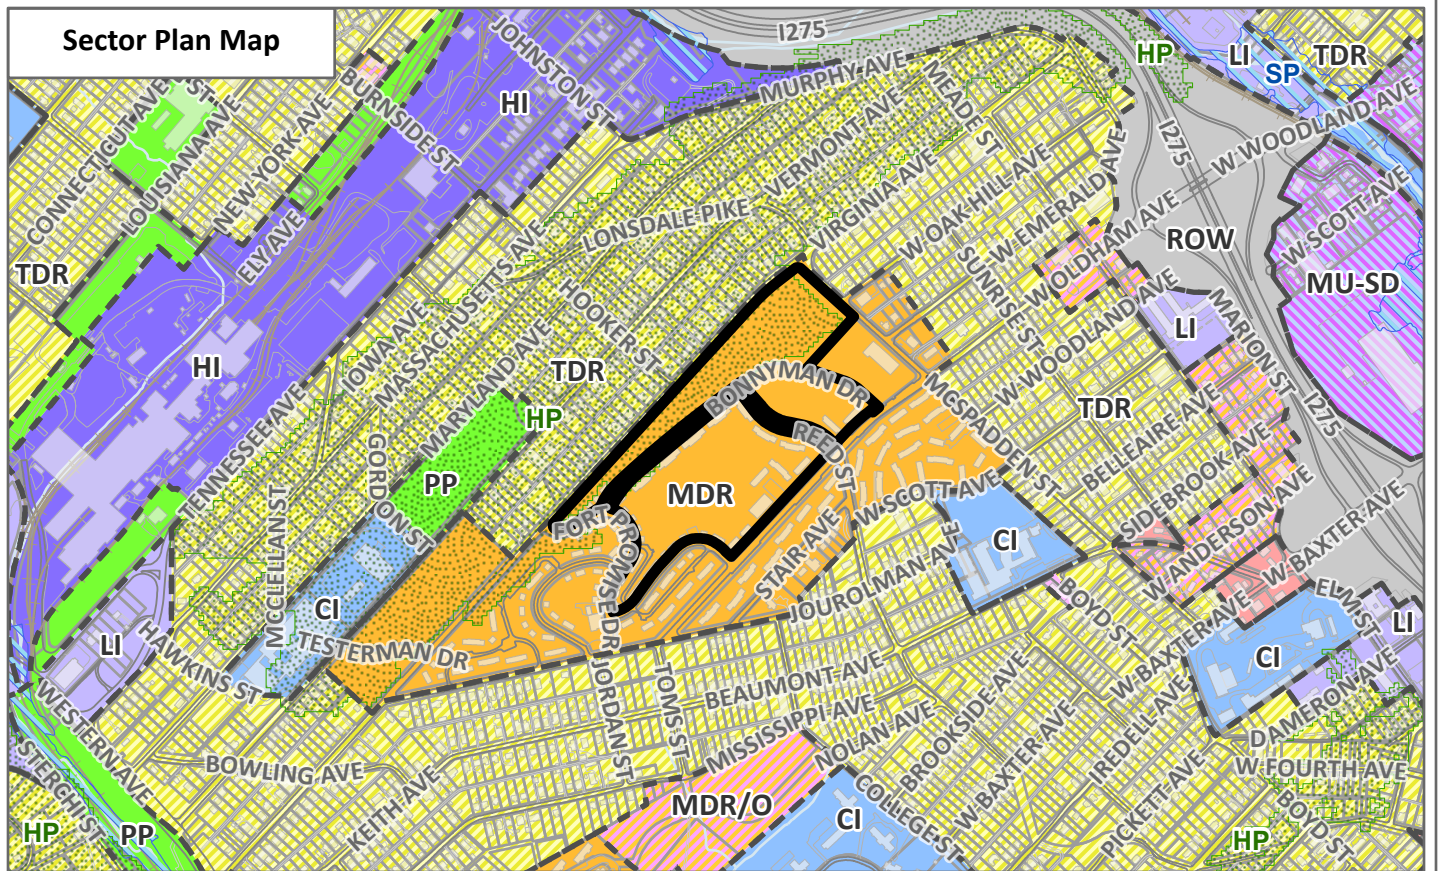 Sector Plan Map
I275
JOHNSTON ST
HP
LI
SP
TDR
BURNSIDE ST
HI
MURPHY AVE
MEADE ST
CONNECTICUT AVE
ST
LOUISIANA AVE
NEW YORK AVE
VERMONT AVE
I275
W WOODLAND AVE
VIRGINIA AVE
W OAK HILL AVE
W EMERALD AVE
W SCOTT AVE
LONSDALE PIKE
W OLDHAM AVE
ROW
MU-SD
ELY AVE
TDR
MASSACHUSETTS AVE
SUNRISE ST
IOWA AVE
HOOKER ST
W WOODLAND AVE
MARION ST
LI
HI
TDR
MARYLAND AVE
BONNYMAN DR
MCSPADDEN ST
TDR
BELLEAIRE AVE
I275
TENNESSEE AVE
HP
GORDON ST
REED ST
PP
MDR
W SCOTT AVE
SIDEBROOK AVE
MCCLELLAN ST
FORT PROMISE DR
STAIR AVE
CI
W ANDERSON AVE
W BAXTER AVE
CI
JOUROLMAN AVE
BOYD ST
ELM ST
LI
LI
HAWKINS ST
TESTERMAN DR
W BAXTER AVE
CI
BEAUMONT AVE
JORDAN ST
TOMS ST
DAMERON AVE
WESTERN AVE
MISSISSIPPI AVE
NOLAN AVE
BROOKSIDE AVE
W BAXTER AVE
IREDELL AVE
PICKETT AVE
W FOURTH AVE
BOWLING AVE
STERCHI ST
KEITH AVE
MDR/O
CI
COLLEGE ST
BOYD ST
HP
PP
HP